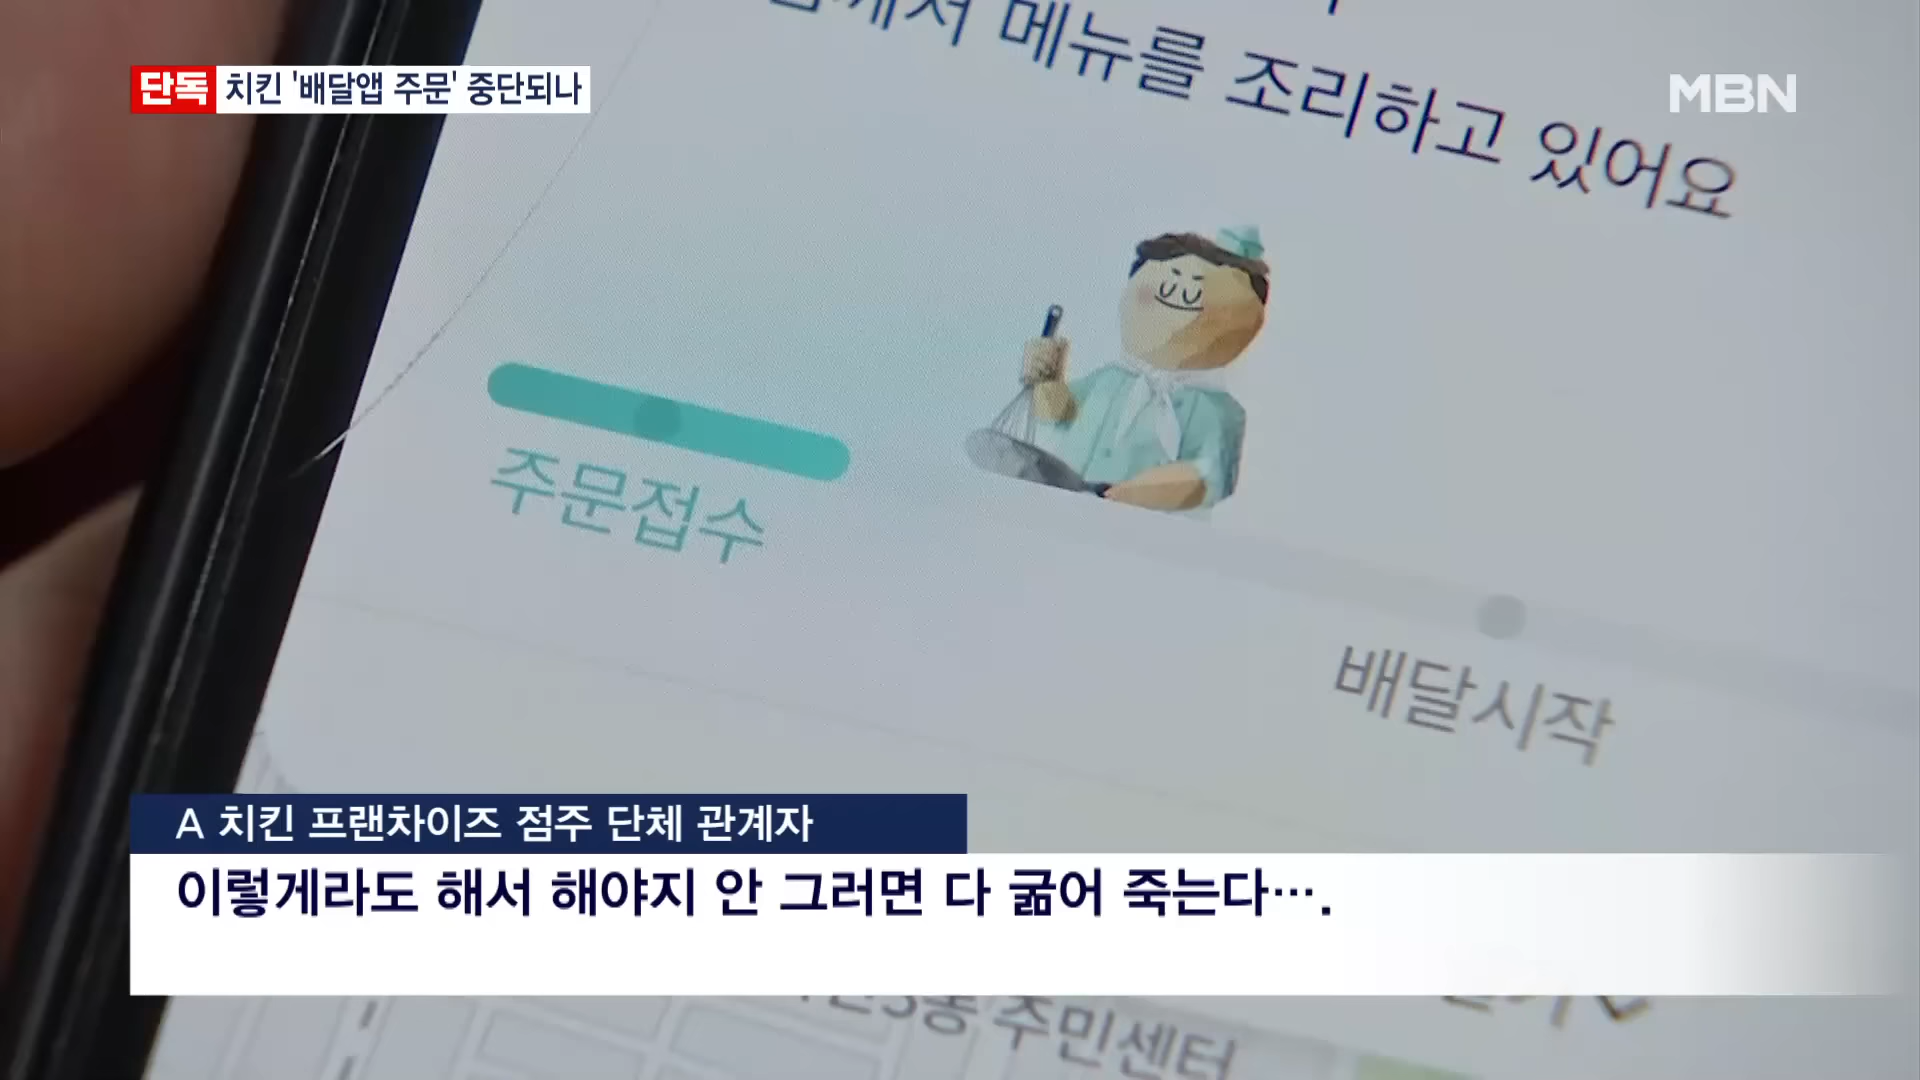 단독 치킨 '배달앱 주문' 중단되나
MBN
메뉴를 조리하고 있어요
주문접수
배달시작
A 치킨 프랜차이즈 점주 단체 관계자
이렇게라도 해서 해야지 안 그러면 다 굶어 죽는다….
주민센터